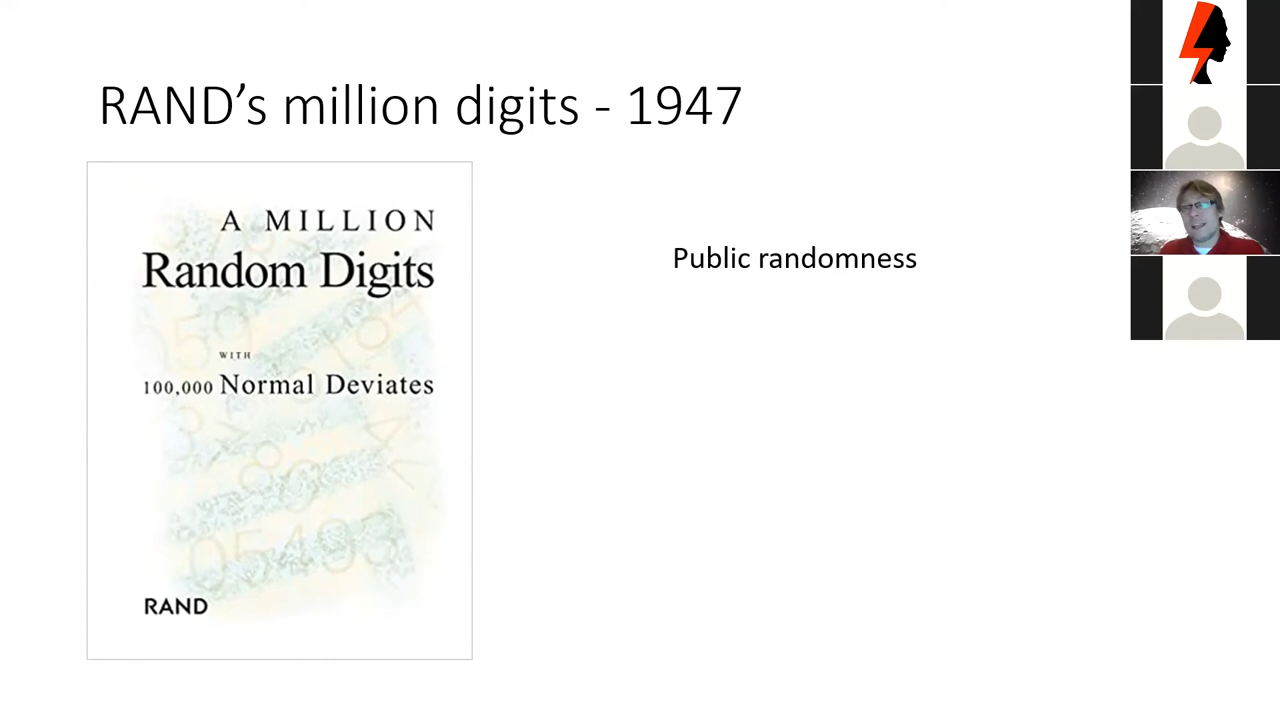 RAND's million digits - 1947
A MILLION
Random Digits
WITH
100,000 Normal Deviates
RAND
Public randomness